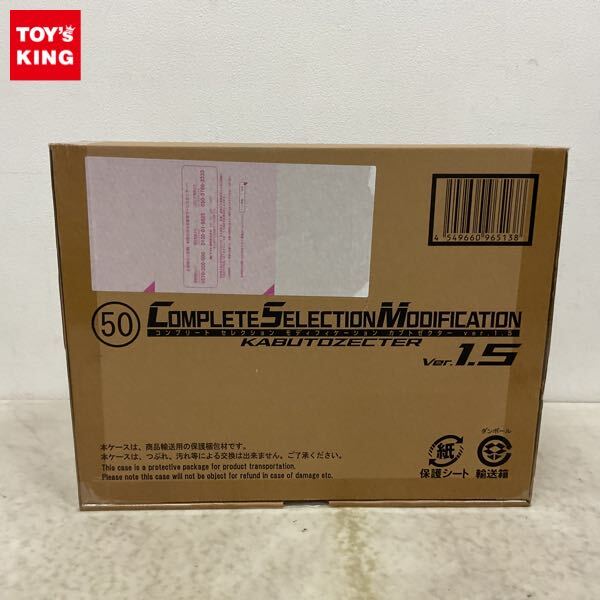 TOY'S
KING
4 549660 965138
50
COMPLETE SELECTION MODIFICATION
コンプリート セレクション モディフィケーション カブトゼクター ver.1.5
KABUTOZECTER
Ver. 1.5
本ケースは、商品輸送用の保護梱包材です。
本ケースは、つぶれ、汚れ等による交換は出来ません。ご了承ください。
This case is a protective package for product transportation.
Please note this case will not be object for refund in case of damage etc.
紙
保護シート
ダンボール
輸送箱